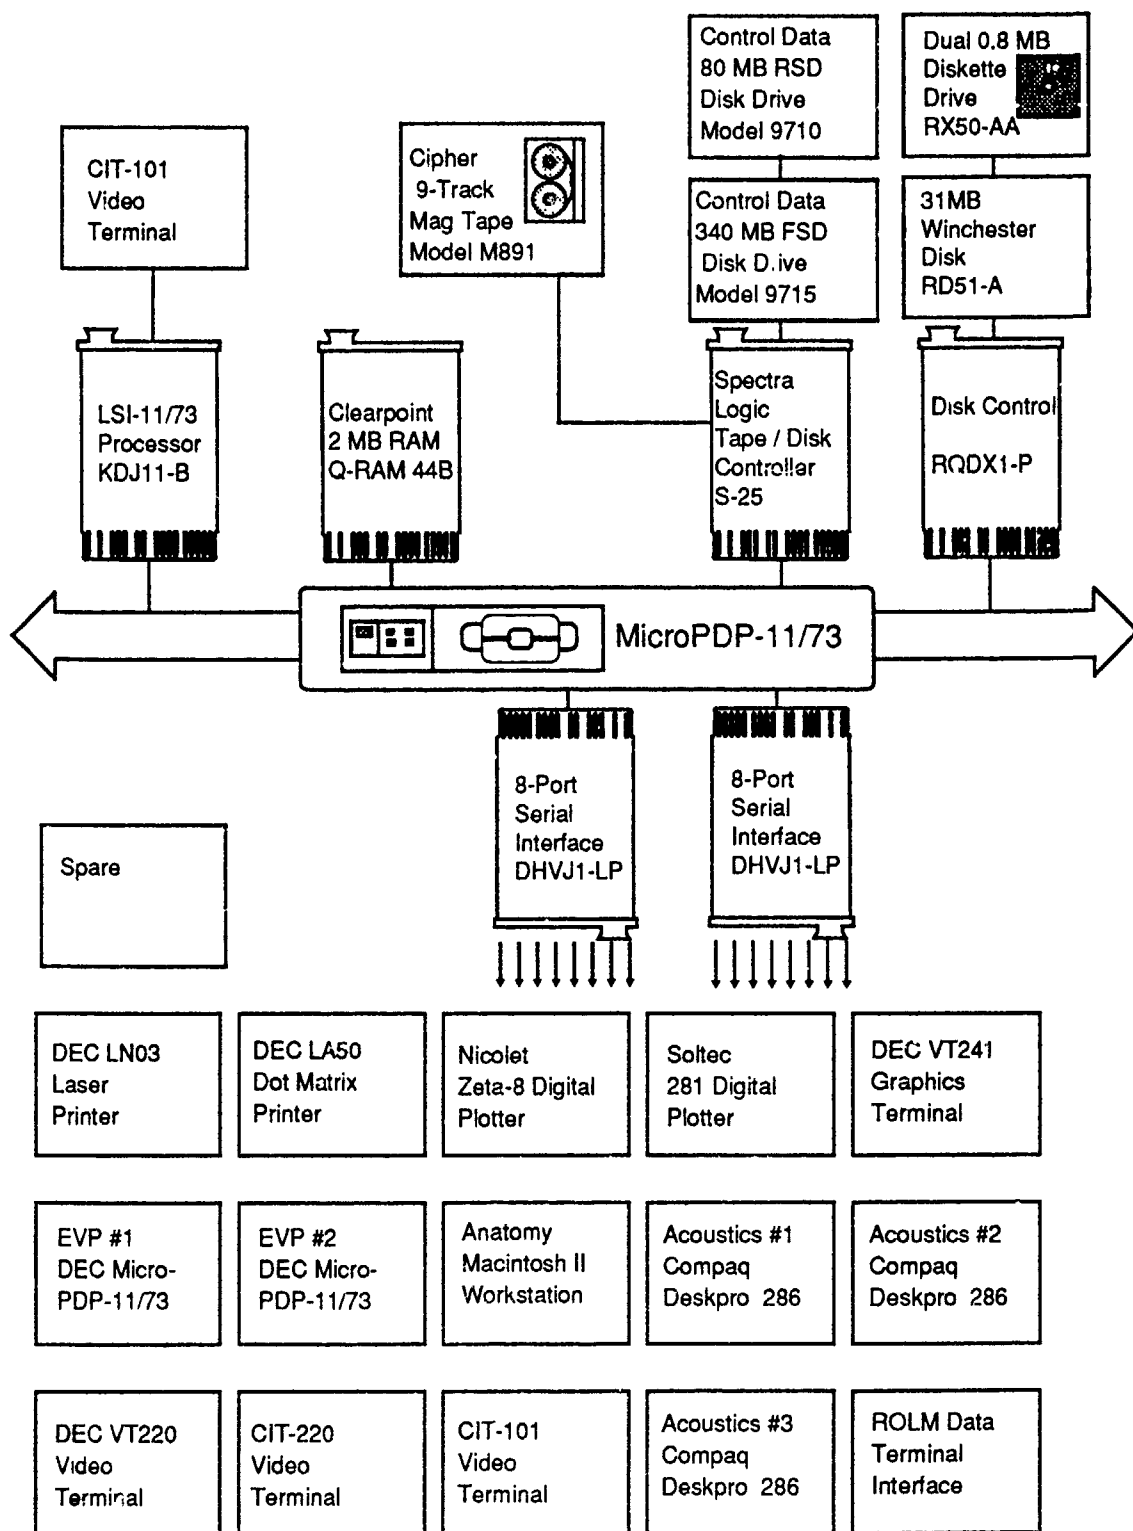 Control Data
80 MB RSD
Disk Drive
Model 9710
Dual 0.8 MB
Diskette
Drive
RX50-AA
CIT-101
Video
Terminal
Cipher
9-Track
Mag Tape
Model M891
Control Data
340 MB FSD
Disk D.ive
Model 9715
31MB
Winchester
Disk
RD51-A
LSI-11/73
Processor
KDJ11-B
Clearpoint
2 MB RAM
Q-RAM 44B
Spectra
Logic
Tape / Disk
Controller
S-25
Disk Control
RQDX1-P
MicroPDP-11/73
8-Port
Serial
Interface
DHVJ1-LP
8-Port
Serial
Interface
DHVJ1-LP
Spare
DEC LN03
Laser
Printer
DEC LA50
Dot Matrix
Printer
Nicolet
Zeta-8 Digital
Plotter
Soltec
281 Digital
Plotter
DEC VT241
Graphics
Terminal
EVP #1
DEC Micro-
PDP-11/73
EVP #2
DEC Micro-
PDP-11/73
Anatomy
Macintosh II
Workstation
Acoustics #1
Compaq
Deskpro 286
Acoustics #2
Compaq
Deskpro 286
DEC VT220
Video
Terminal
CIT-220
Video
Terminal
CIT-101
Video
Terminal
Acoustics #3
Compaq
Deskpro 286
ROLM Data
Terminal
Interface